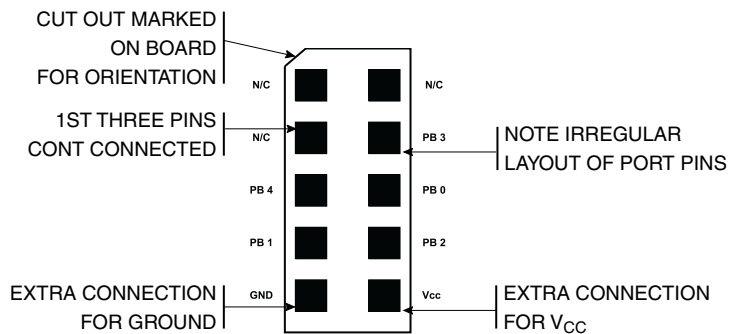 CUT OUT MARKED
ON BOARD
FOR ORIENTATION
N/C
N/C
1ST THREE PINS
CONT CONNECTED
N/C
PB 3
NOTE IRREGULAR
LAYOUT OF PORT PINS
PB 4
PB 0
PB 1
PB 2
EXTRA CONNECTION
FOR GROUND
GND
Vcc
EXTRA CONNECTION
FOR VCC